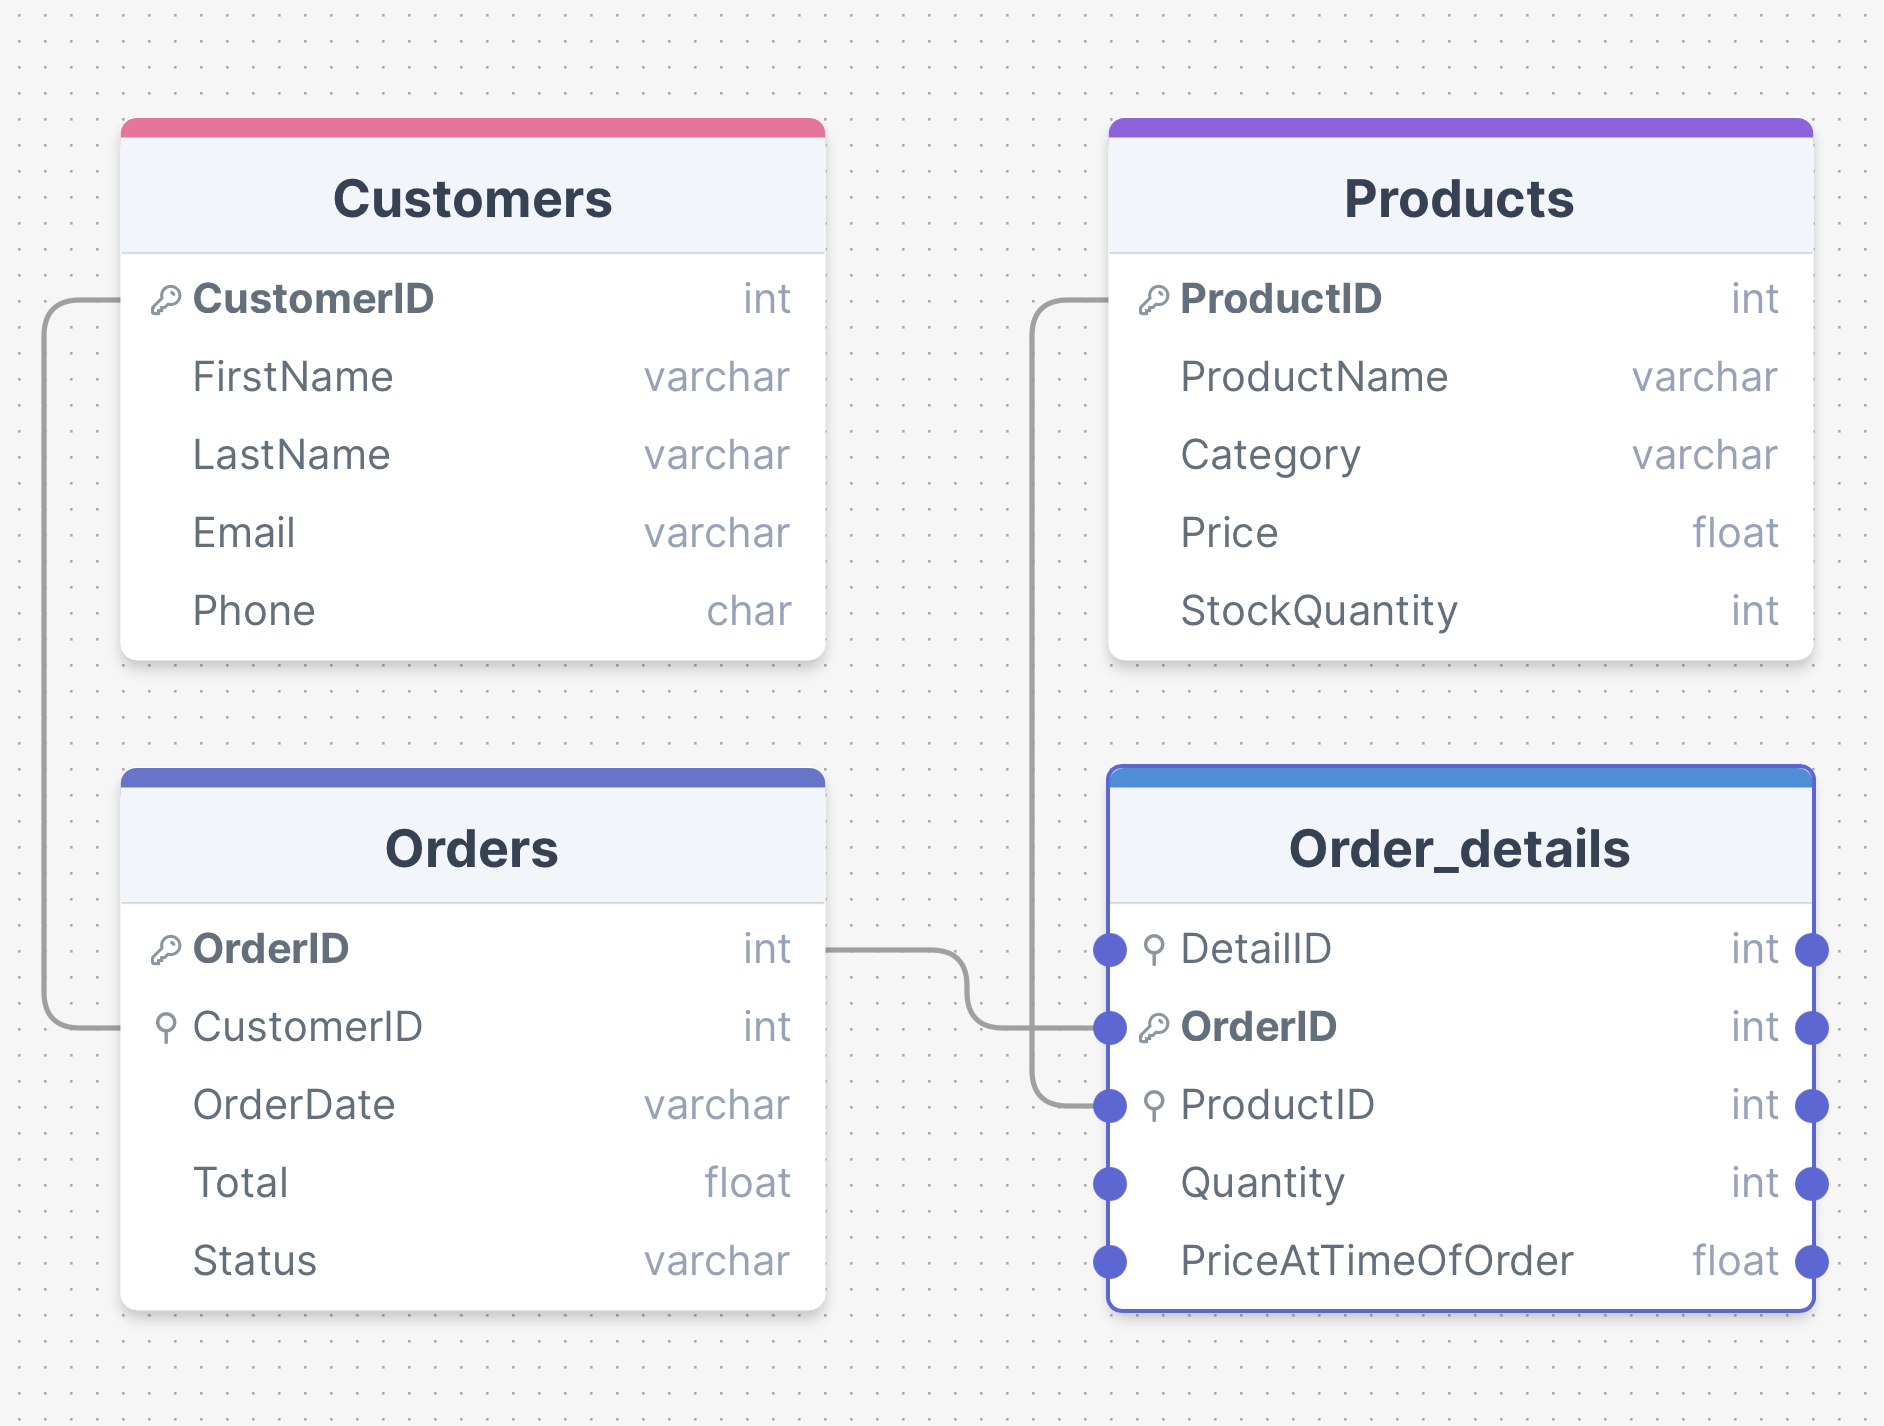 Customers
CustomerID int
FirstName varchar
LastName varchar
Email varchar
Phone char
Products
ProductID int
ProductName varchar
Category varchar
Price float
StockQuantity int
Orders
OrderID int
CustomerID int
OrderDate varchar
Total float
Status varchar
Order_details
DetailID int
OrderID int
ProductID int
Quantity int
PriceAtTimeOfOrder float